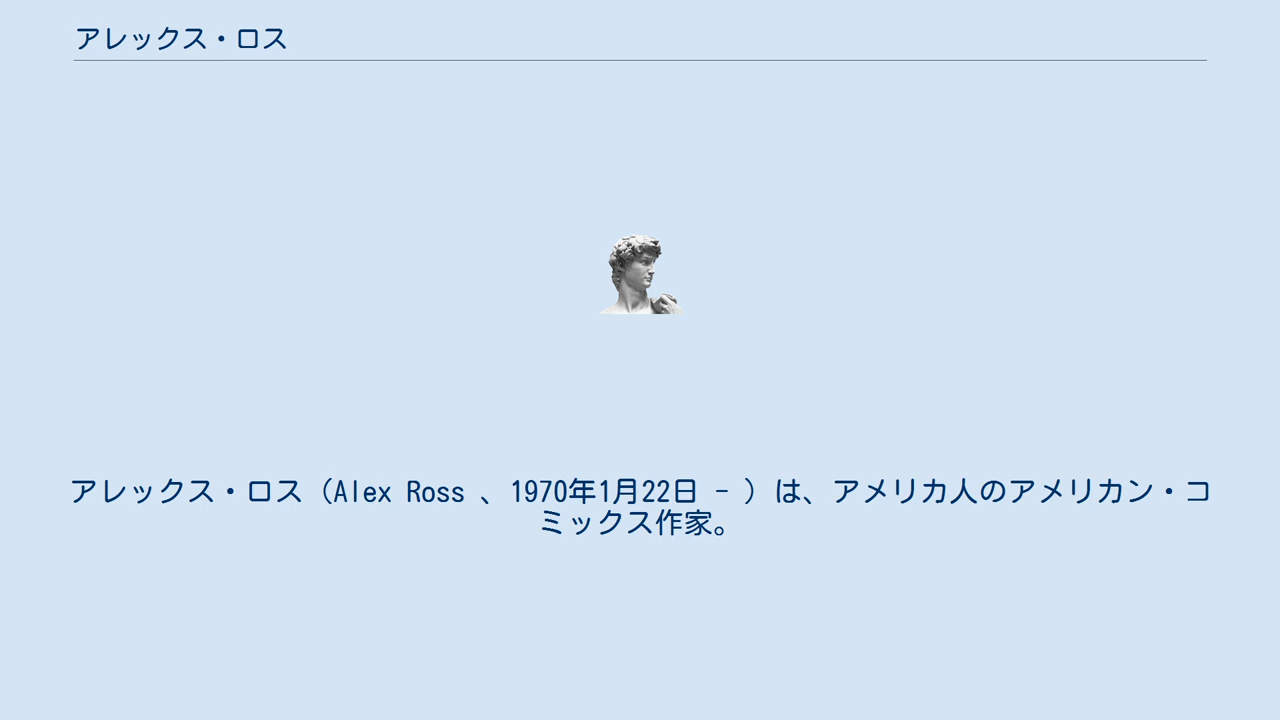 アレックス・ロス
アレックス・ロス（Alex Ross 、1970年1月22日 - ）は、アメリカ人のアメリカン・コ
ミックス作家。